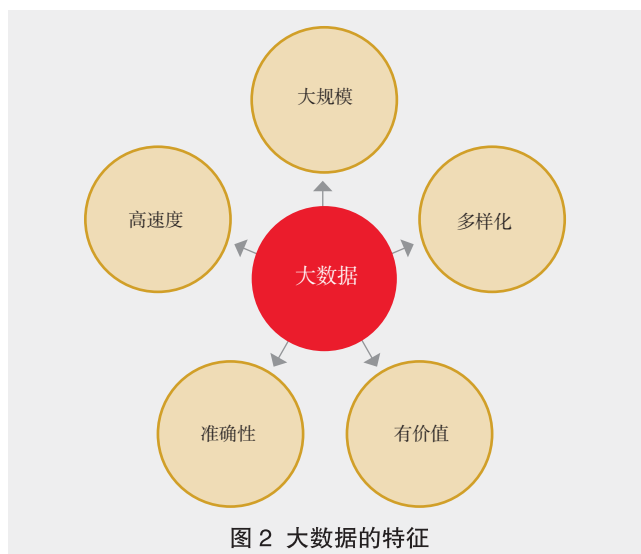 大规模
高速度
多样化
大数据
准确性
有价值
图 2 大数据的特征